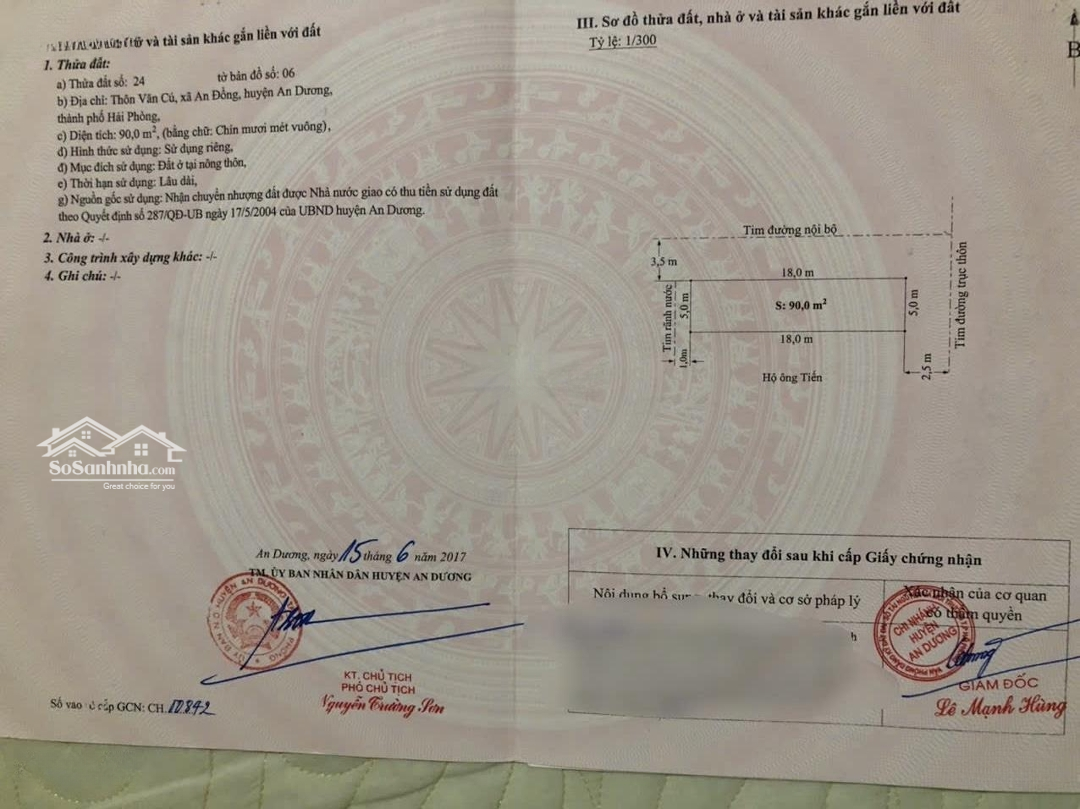 và tài sản khác gắn liền với đất
1. Thửa đất:
a) Thửa đất số: 24 tờ bản đồ số: 06
b) Địa chỉ: Thôn Văn Cú, xã An Đồng, huyện An Dương,
thành phố Hải Phòng,
c) Diện tích: 90,0 m², (bằng chữ: Chín mươi mét vuông),
d) Hình thức sử dụng: Sử dụng riêng,
đ) Mục đích sử dụng: Đất ở tại nông thôn,
e) Thời hạn sử dụng: Lâu dài,
g) Nguồn gốc sử dụng: Nhận chuyển nhượng đất được Nhà nước giao có thu tiền sử dụng đất
theo Quyết định số 287/QĐ-UB ngày 17/5/2004 của UBND huyện An Dương.
2. Nhà ở: -/-
3. Công trình xây dựng khác: -/-
4. Ghi chú: -/-
SoSanhnha.com
Great choice for you
An Dương, ngày 15 tháng 6 năm 2017
TM. ỦY BAN NHÂN DÂN HUYỆN AN DƯƠNG
KT. CHỦ TỊCH
PHÓ CHỦ TỊCH
Nguyễn Trường Sơn
Số vào cấp GCN: CH.10.842
III. Sơ đồ thửa đất, nhà ở và tài sản khác gắn liền với đất
Tỷ lệ: 1/300
B
Tim đường nội bộ
3,5 m
18,0 m
Tim rãnh nước
5,0 m
S: 90,0 m²
5,0 m
Tim đường trục thôn
18,0 m
1,0m
2,5 m
Hộ ông Tiến
IV. Những thay đổi sau khi cấp Giấy chứng nhận
Nội dung bổ sung, thay đổi và cơ sở pháp lý
Xác nhận của cơ quan
có thẩm quyền
CHI NHÁNH
HUYỆN
AN DƯƠNG
GIÁM ĐỐC
Lê Mạnh Hùng